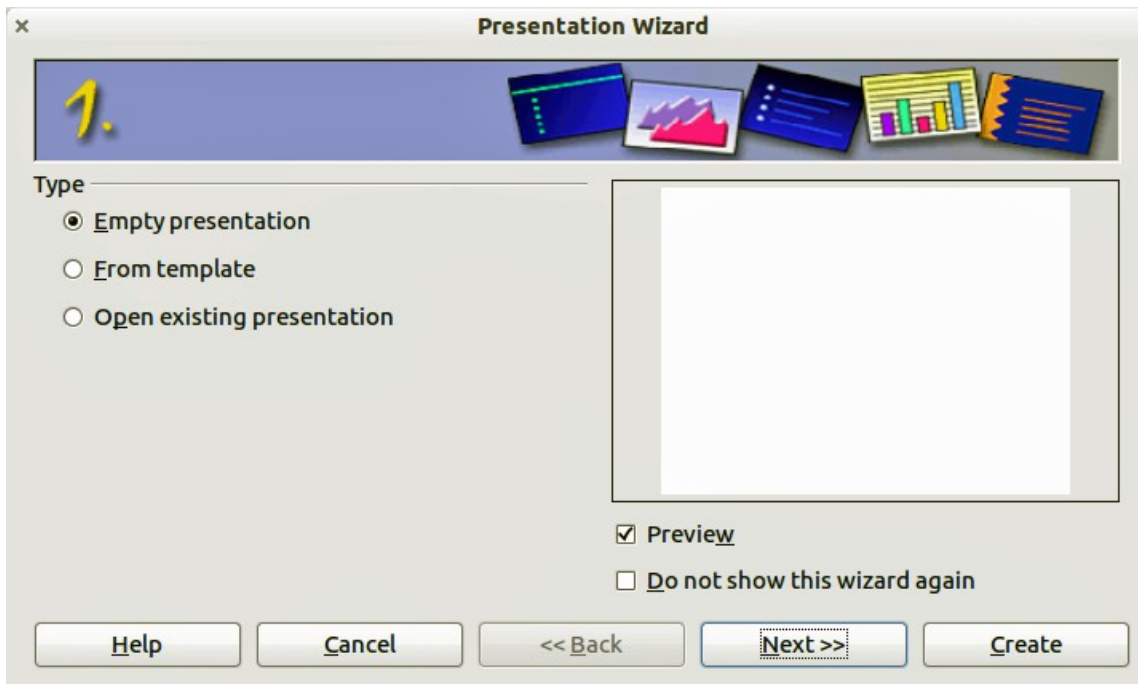 Presentation Wizard
1.
Type
Empty presentation
From template
Open existing presentation
Preview
Do not show this wizard again
Help
Cancel
<< Back
Next >>
Create